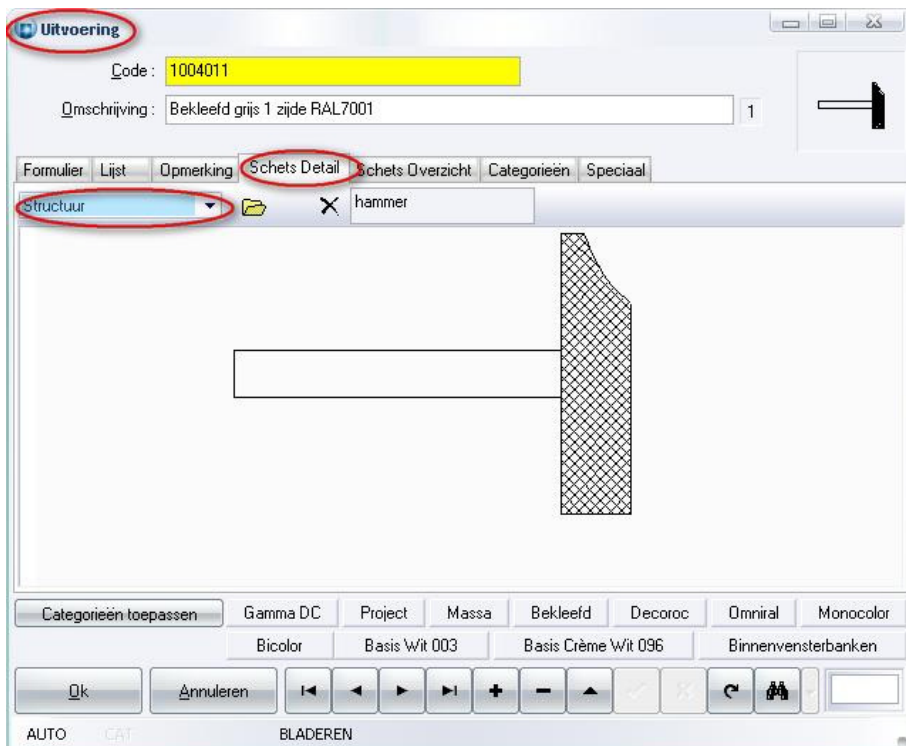 Uitvoering
Code : 1004011
Omschrijving : Bekleefd grijs 1 zijde RAL7001 1
Formulier Lijst Opmerking Schets Detail Schets Overzicht Categorieën Speciaal
Structuur hammer
Categorieën toepassen Gamma DC Project Massa Bekleefd Decoroc Omniral Monocolor
Bicolor Basis Wit 003 Basis Crème Wit 096 Binnenvensterbanken
Ok Annuleren
AUTO CAT BLADEREN